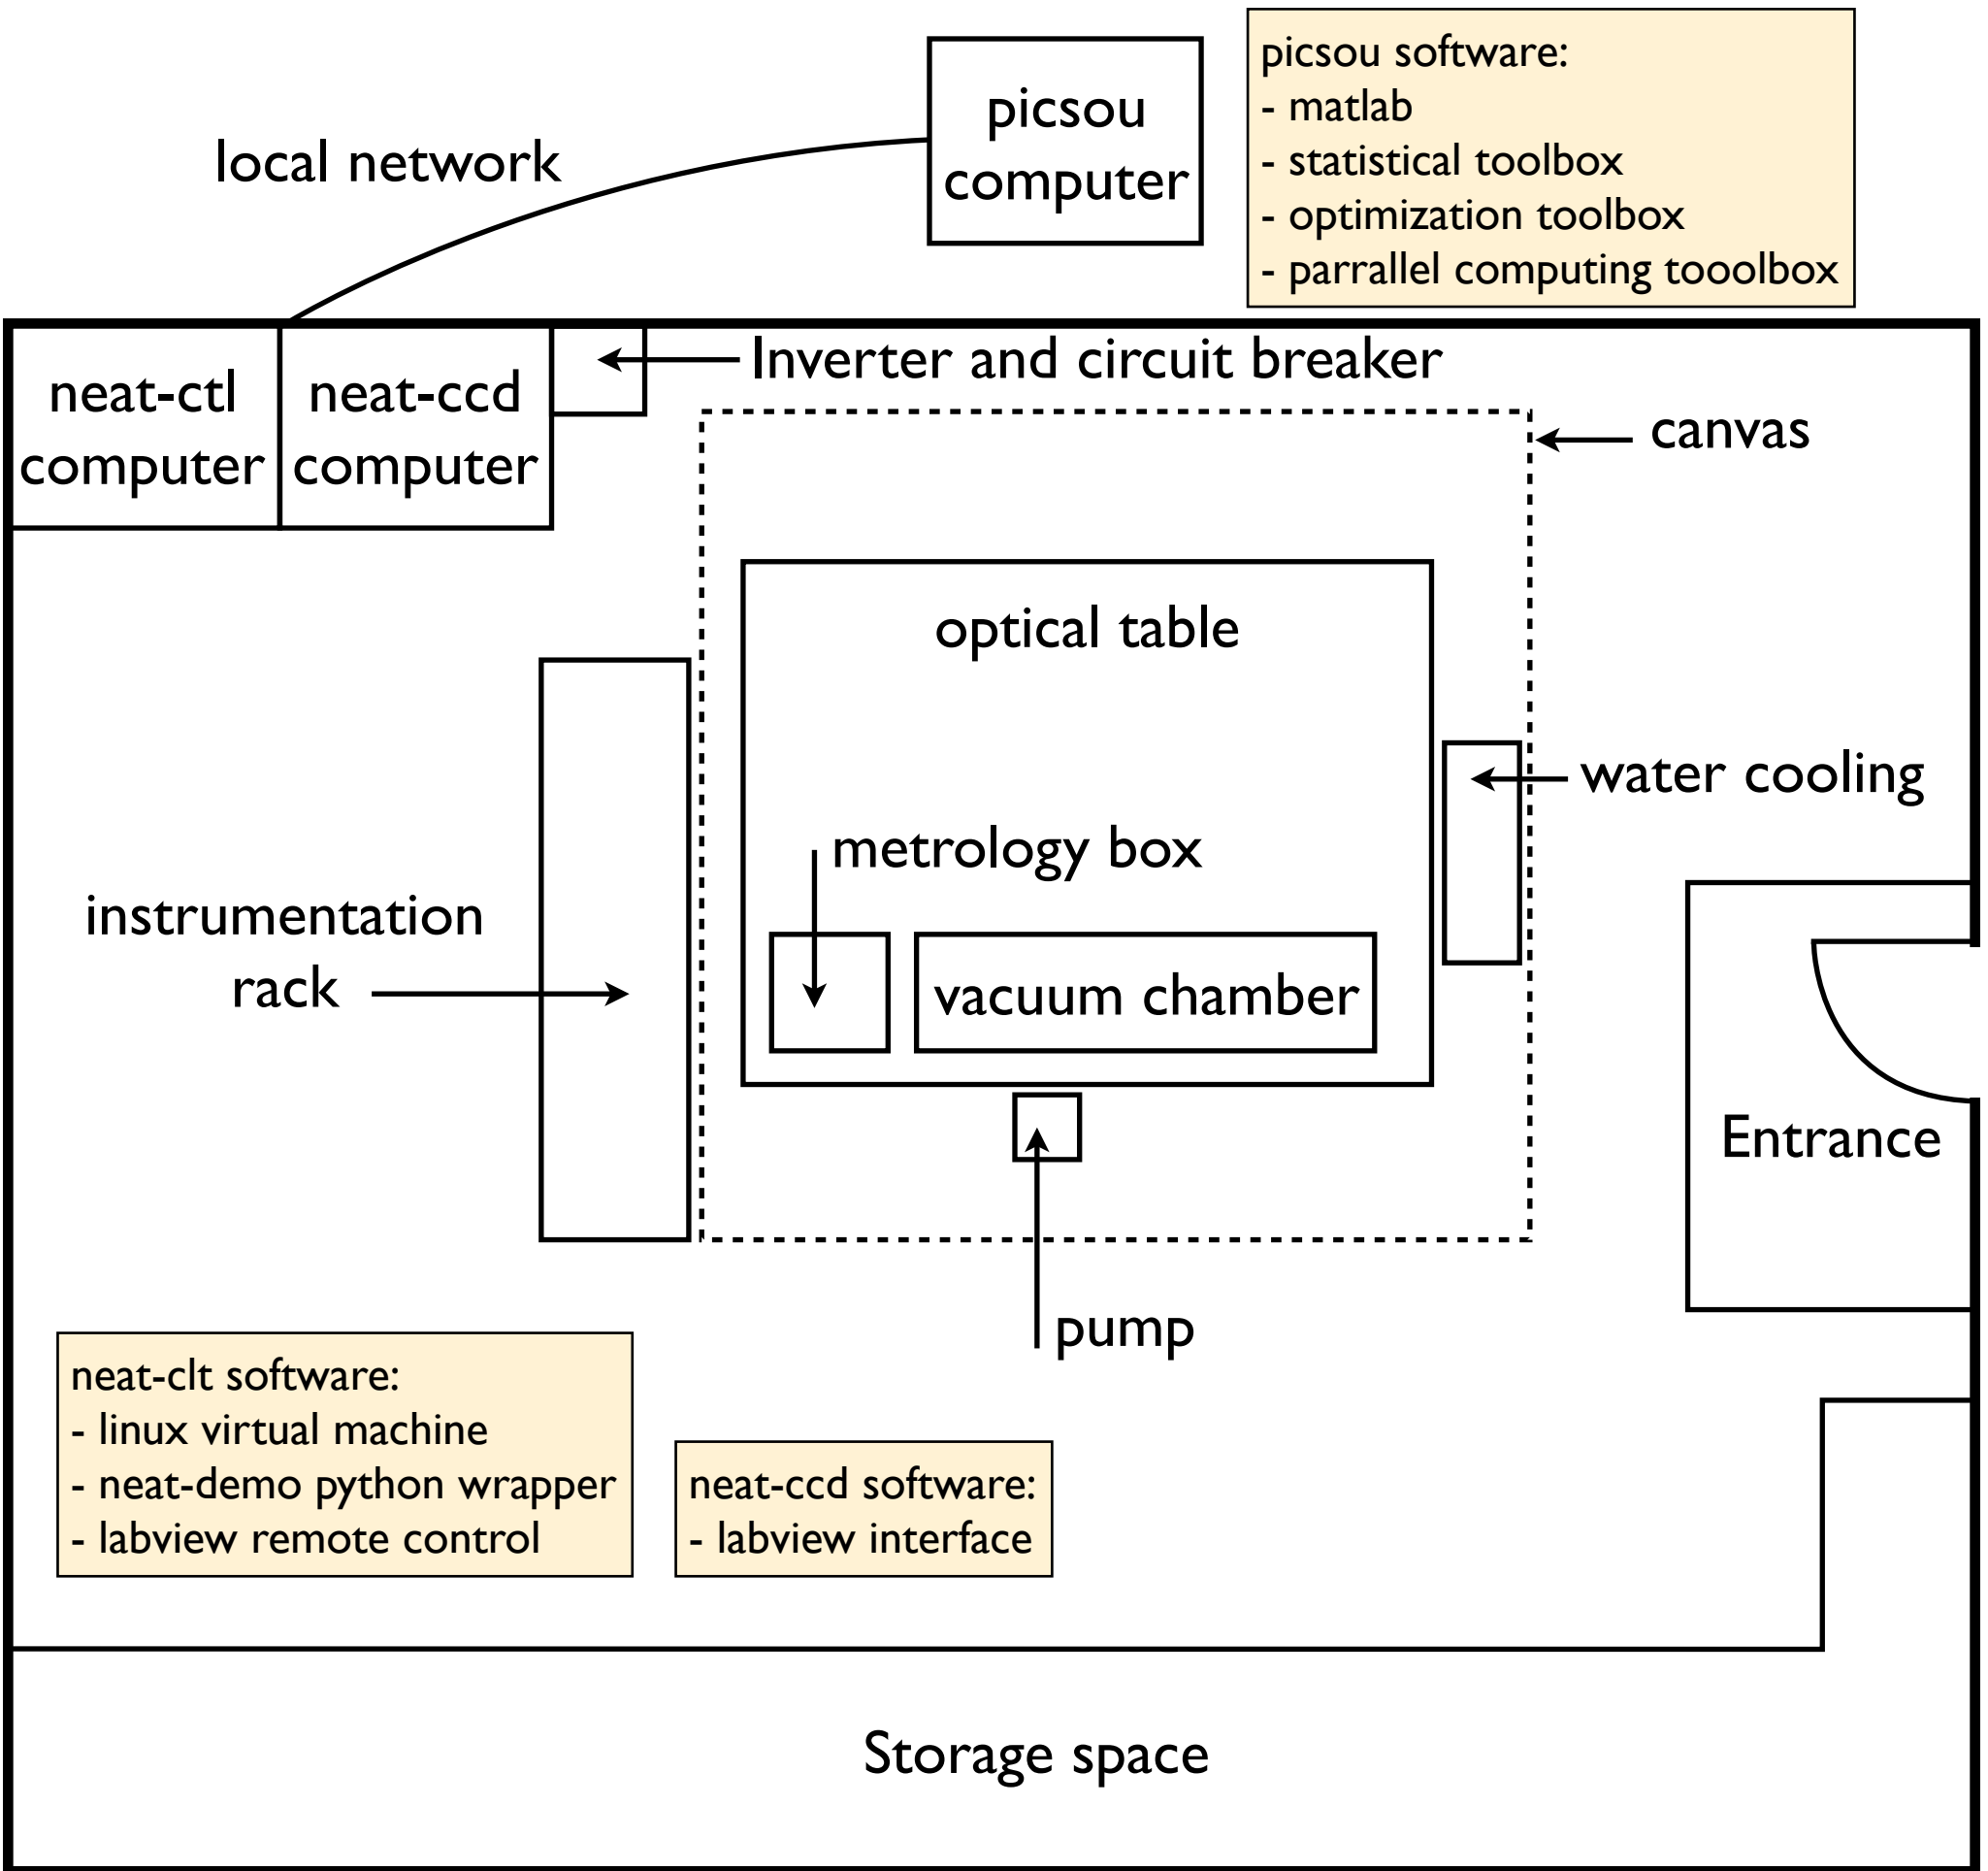 picsou
computer
picsou software:
- matlab
- statistical toolbox
- optimization toolbox
- parrallel computing tooolbox
local network
neat-ctl
computer
neat-ccd
computer
Inverter and circuit breaker
canvas
optical table
water cooling
metrology box
instrumentation
rack
vacuum chamber
Entrance
pump
neat-clt software:
- linux virtual machine
- neat-demo python wrapper
- labview remote control
neat-ccd software:
- labview interface
Storage space